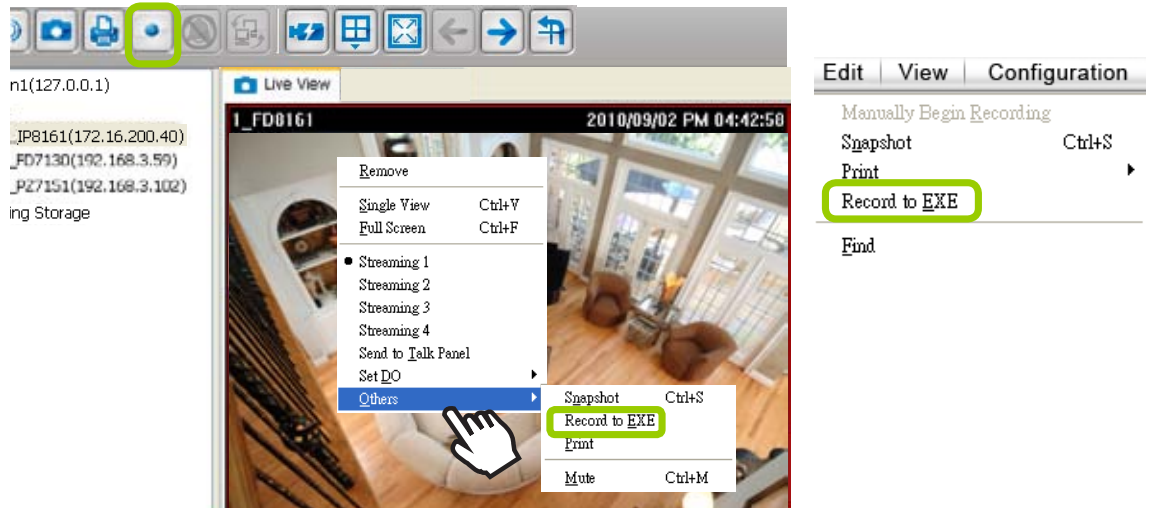 n1(127.0.0.1)
_IP8161(172.16.200.40)
_FD7130(192.168.3.59)
_PZ7151(192.168.3.102)
ing Storage
Live View
1_FD8161 2010/09/02 PM 04:42:58
Remove
Single View Ctrl+V
Full Screen Ctrl+F
Streaming 1
Streaming 2
Streaming 3
Streaming 4
Send to Talk Panel
Set DO
Others
Snapshot Ctrl+S
Record to EXE
Print
Mute Ctrl+M
Edit View Configuration
Manually Begin Recording
Snapshot Ctrl+S
Print
Record to EXE
Find